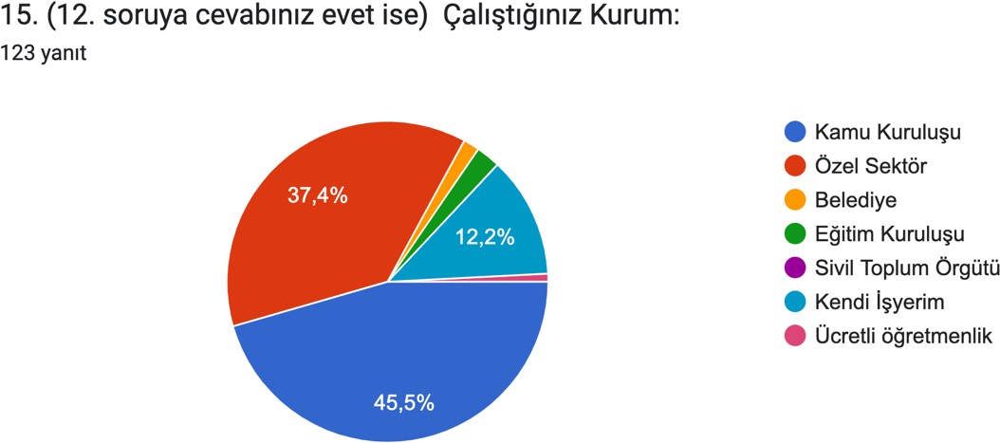 15. (12. soruya cevabınız evet ise)  Çalıştığınız Kurum:
123 yanıt
37,4%
12,2%
45,5%
Kamu Kuruluşu
Özel Sektör
Belediye
Eğitim Kuruluşu
Sivil Toplum Örgütü
Kendi İşyerim
Ücretli öğretmenlik